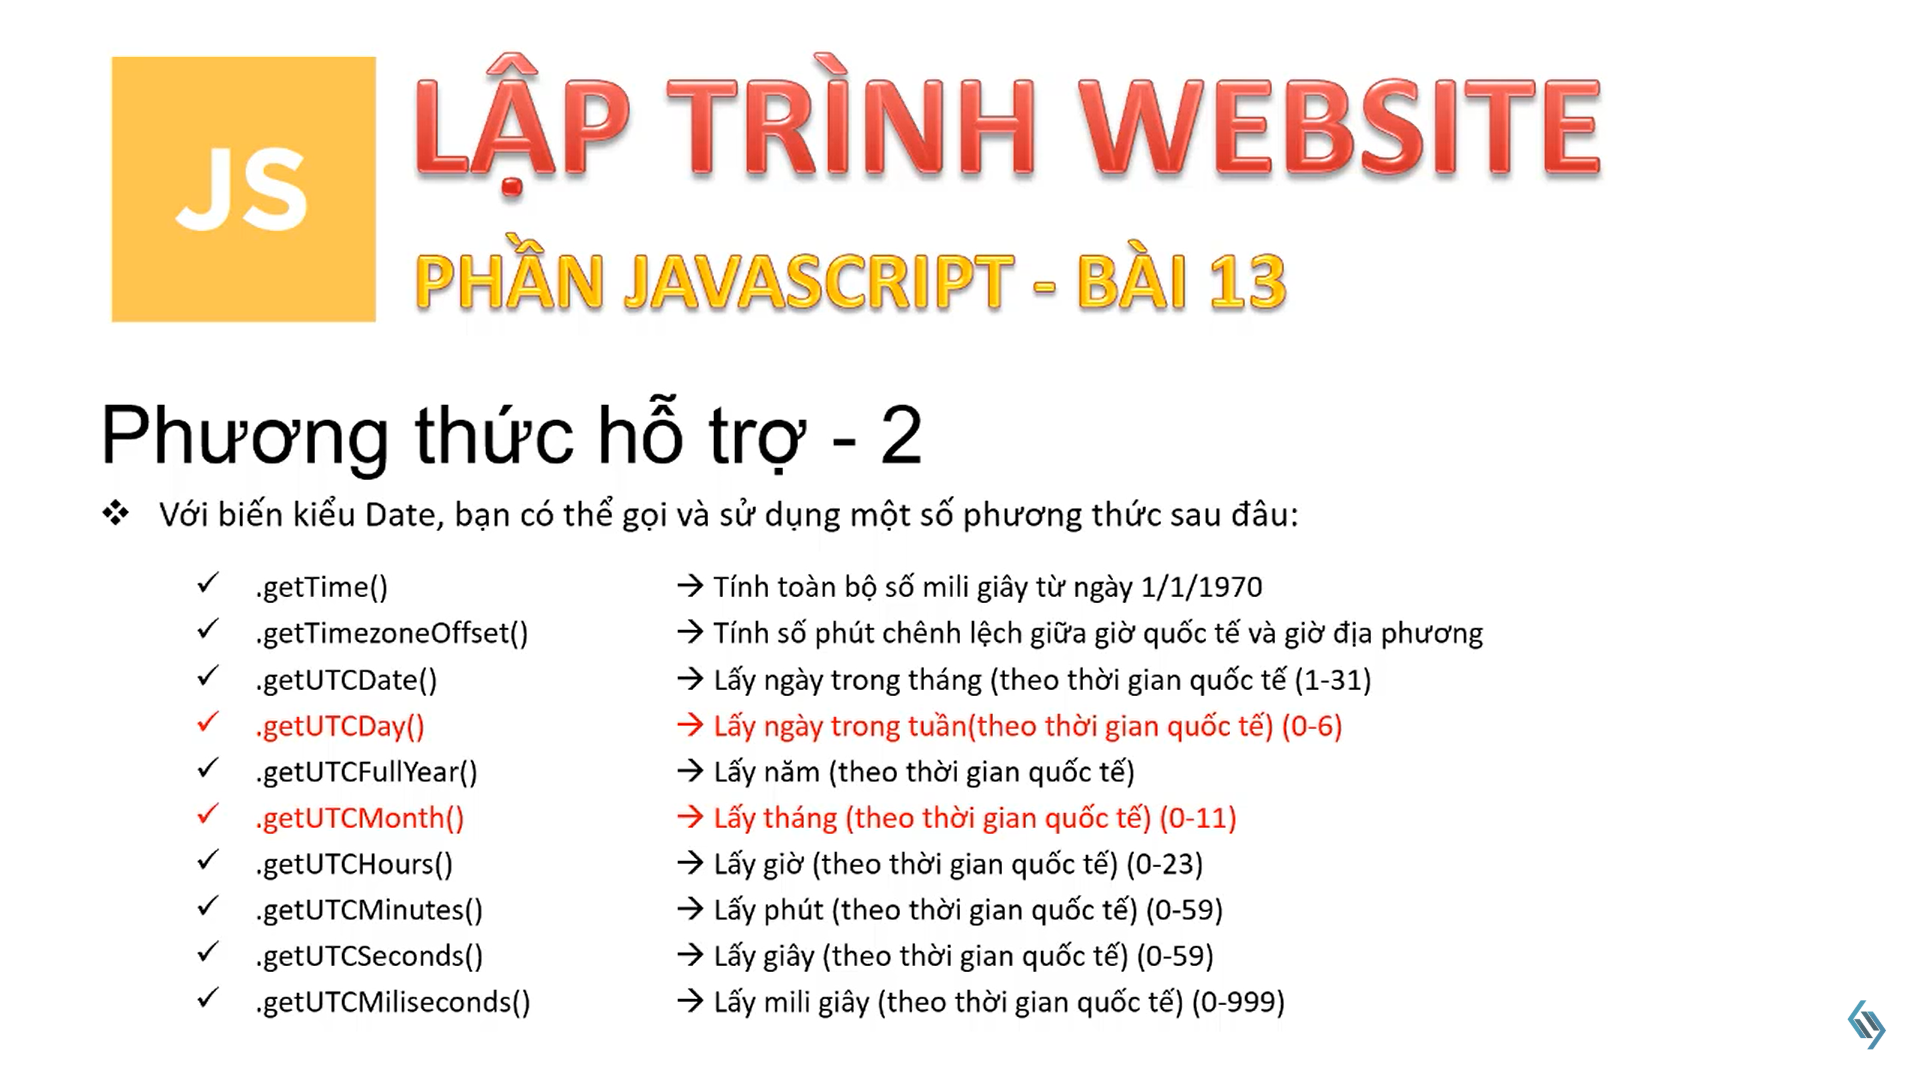 JS
LẬP TRÌNH WEBSITE
PHẦN JAVASCRIPT - BÀI 13
Phương thức hỗ trợ - 2
❖ Với biến kiểu Date, bạn có thể gọi và sử dụng một số phương thức sau đâu:
✓ .getTime() → Tính toàn bộ số mili giây từ ngày 1/1/1970
✓ .getTimezoneOffset() → Tính số phút chênh lệch giữa giờ quốc tế và giờ địa phương
✓ .getUTCDate() → Lấy ngày trong tháng (theo thời gian quốc tế (1-31)
✓ .getUTCDay() → Lấy ngày trong tuần(theo thời gian quốc tế) (0-6)
✓ .getUTCFullYear() → Lấy năm (theo thời gian quốc tế)
✓ .getUTCMonth() → Lấy tháng (theo thời gian quốc tế) (0-11)
✓ .getUTCHours() → Lấy giờ (theo thời gian quốc tế) (0-23)
✓ .getUTCMinutes() → Lấy phút (theo thời gian quốc tế) (0-59)
✓ .getUTCSeconds() → Lấy giây (theo thời gian quốc tế) (0-59)
✓ .getUTCMiliseconds() → Lấy mili giây (theo thời gian quốc tế) (0-999)